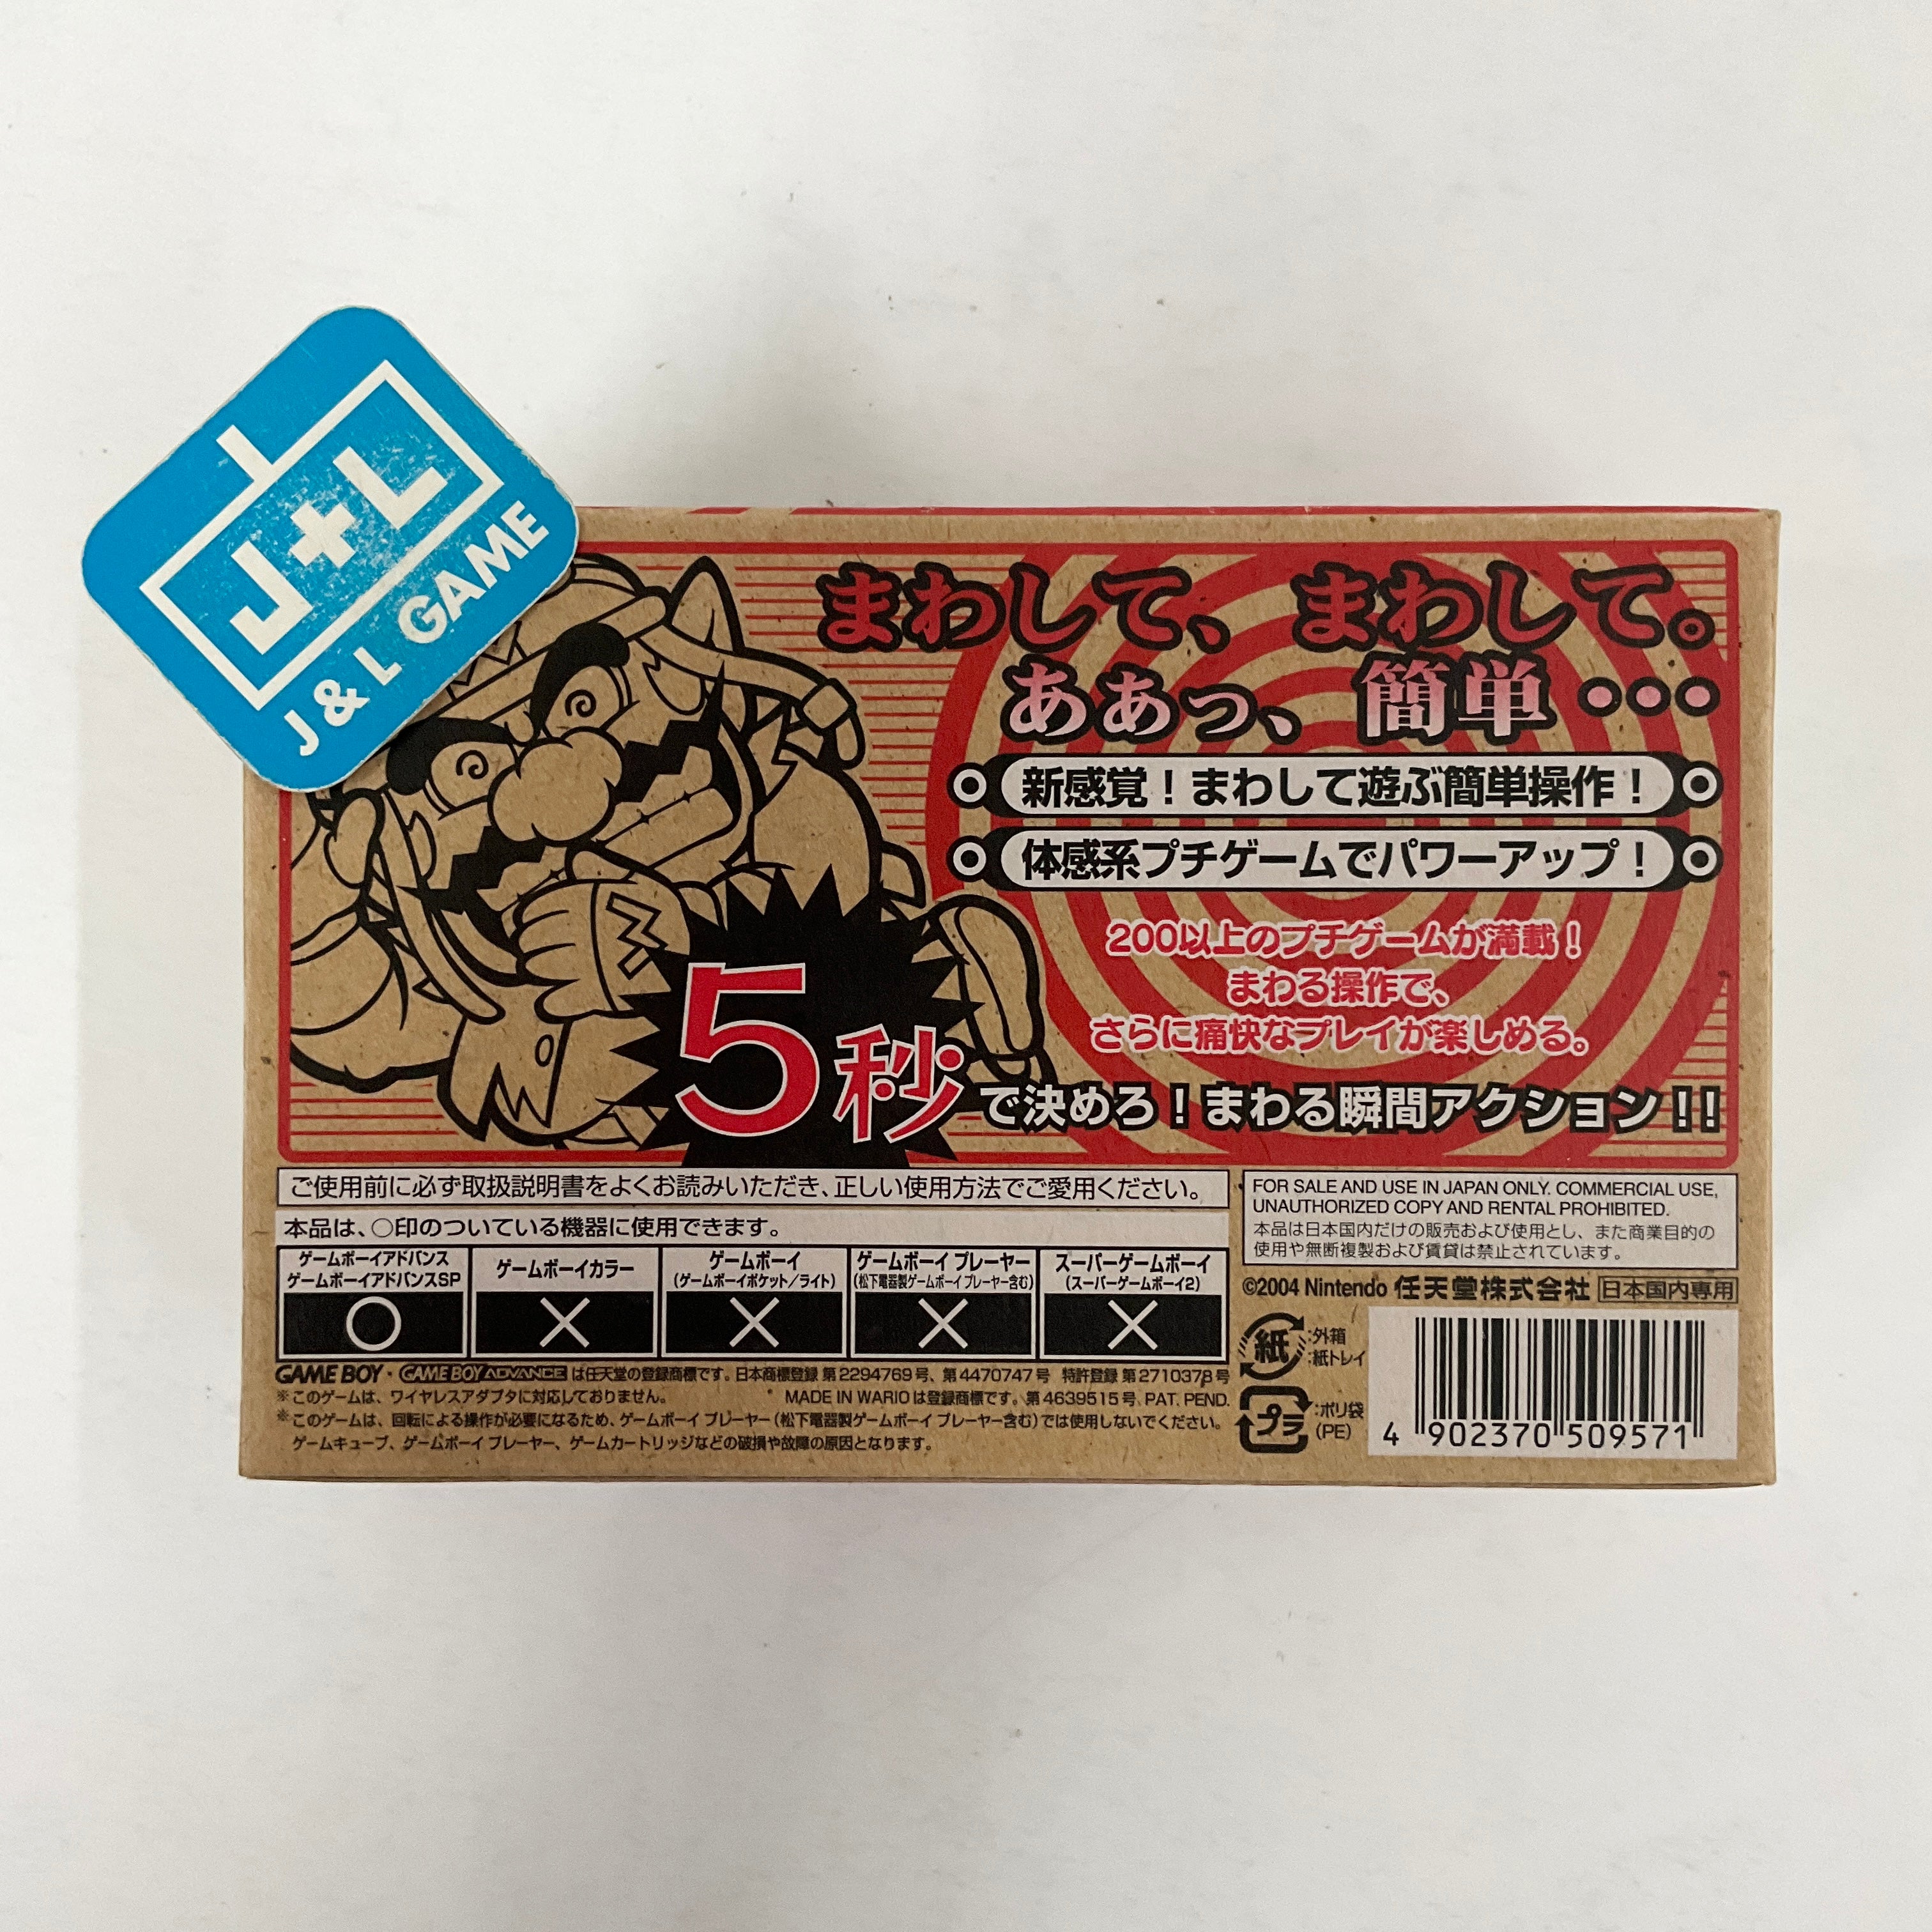 J+L
J & L GAME
まわして、まわして。
ああっ、簡単・・・
新感覚！まわして遊ぶ簡単操作！
体感系プチゲームでパワーアップ！
200以上のプチゲームが満載！
まわる操作で、
さらに痛快なプレイが楽しめる。
5秒で決めろ！まわる瞬間アクション！！
ご使用前に必ず取扱説明書をよくお読みいただき、正しい使用方法でご愛用ください。
本品は、○印のついている機器に使用できます。
ゲームボーイアドバンス
ゲームボーイアドバンスSP
○
ゲームボーイカラー
×
ゲームボーイ
（ゲームボーイポケット／ライト）
×
ゲームボーイ プレーヤー
（松下電器製ゲームボーイ プレーヤー含む）
×
スーパーゲームボーイ
（スーパーゲームボーイ2）
×
GAME BOY・GAME BOY ADVANCE は任天堂の登録商標です。日本商標登録 第2294769号、第4470747号 特許登録 第2710378号
※このゲームは、ワイヤレスアダプタに対応しておりません。 MADE IN WARIOは登録商標です。第4639515号. PAT. PEND.
※このゲームは、回転による操作が必要になるため、ゲームボーイ プレーヤー（松下電器製ゲームボーイ プレーヤー含む）では使用しないでください。
ゲームキューブ、ゲームボーイ プレーヤー、ゲームカートリッジなどの破損や故障の原因となります。
FOR SALE AND USE IN JAPAN ONLY. COMMERCIAL USE,
UNAUTHORIZED COPY AND RENTAL PROHIBITED.
本品は日本国内だけの販売および使用とし、また商業目的の
使用や無断複製および賃貸は禁止されています。
©2004 Nintendo 任天堂株式会社 日本国内専用
紙
：外箱
：紙トレイ
プラ
：ポリ袋
（PE）
4 902370 509571